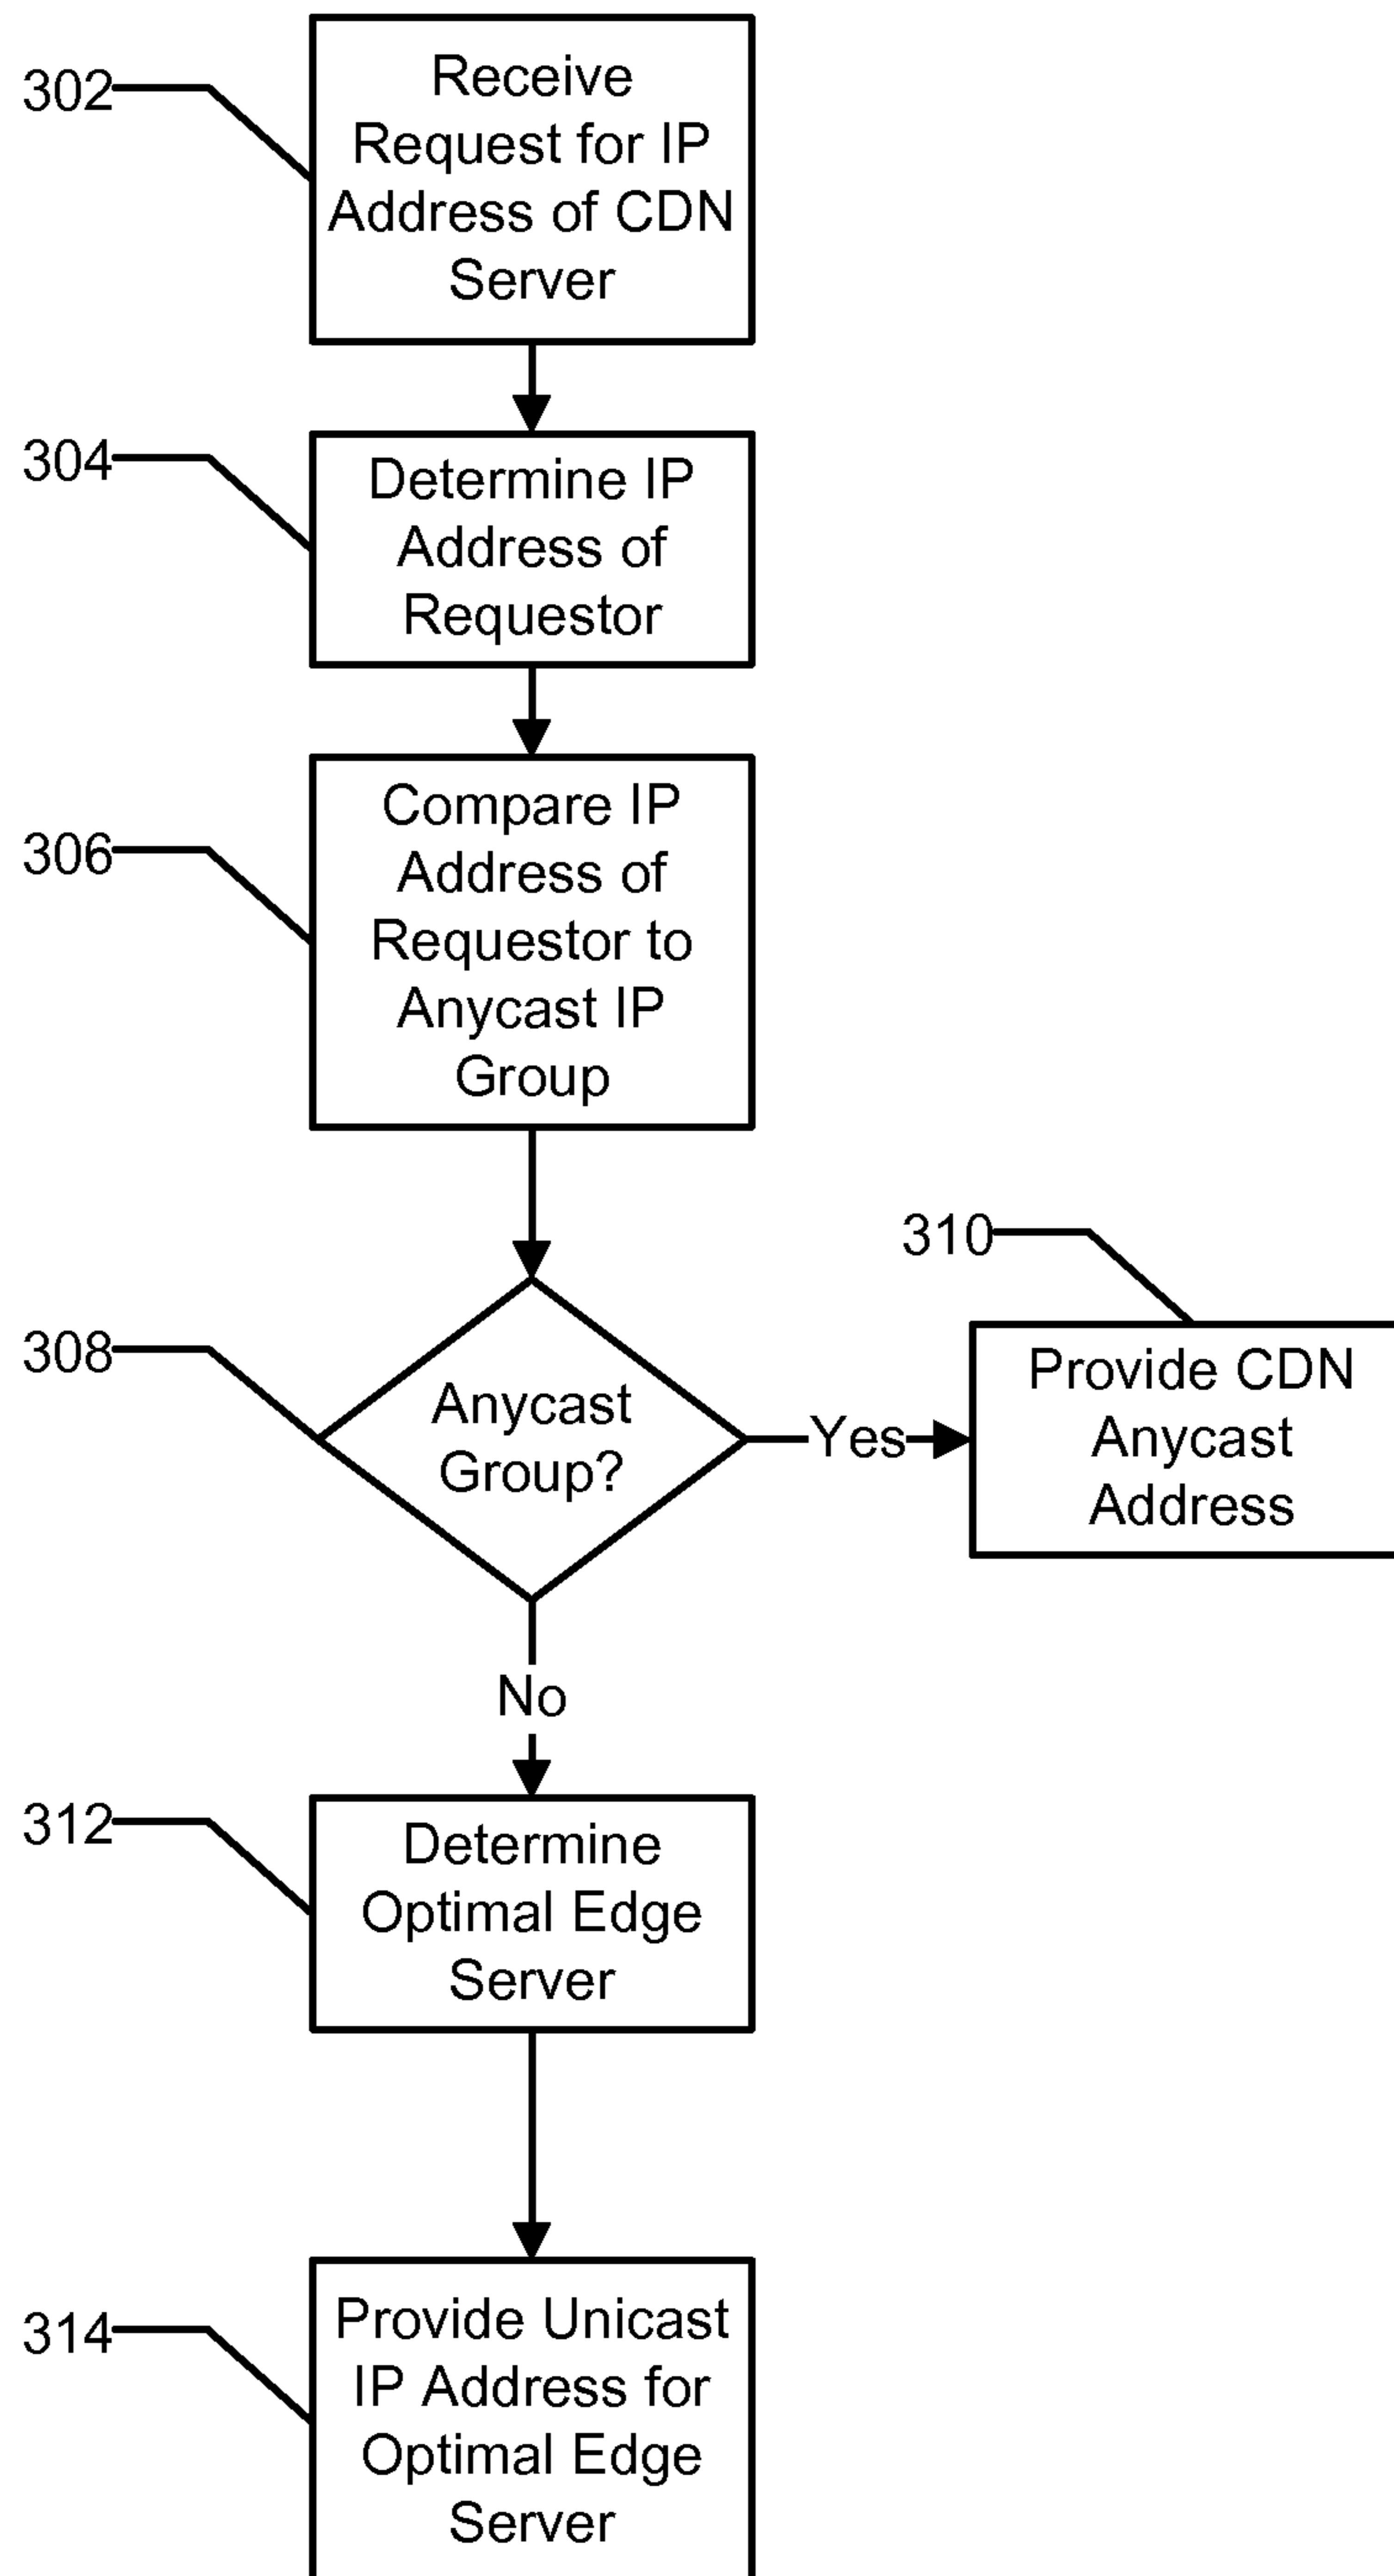 302
Receive
Request for IP
Address of CDN
Server
304
Determine IP
Address of
Requestor
306
Compare IP
Address of
Requestor to
Anycast IP
Group
308
Anycast
Group?
Yes
310
Provide CDN
Anycast
Address
No
312
Determine
Optimal Edge
Server
314
Provide Unicast
IP Address for
Optimal Edge
Server